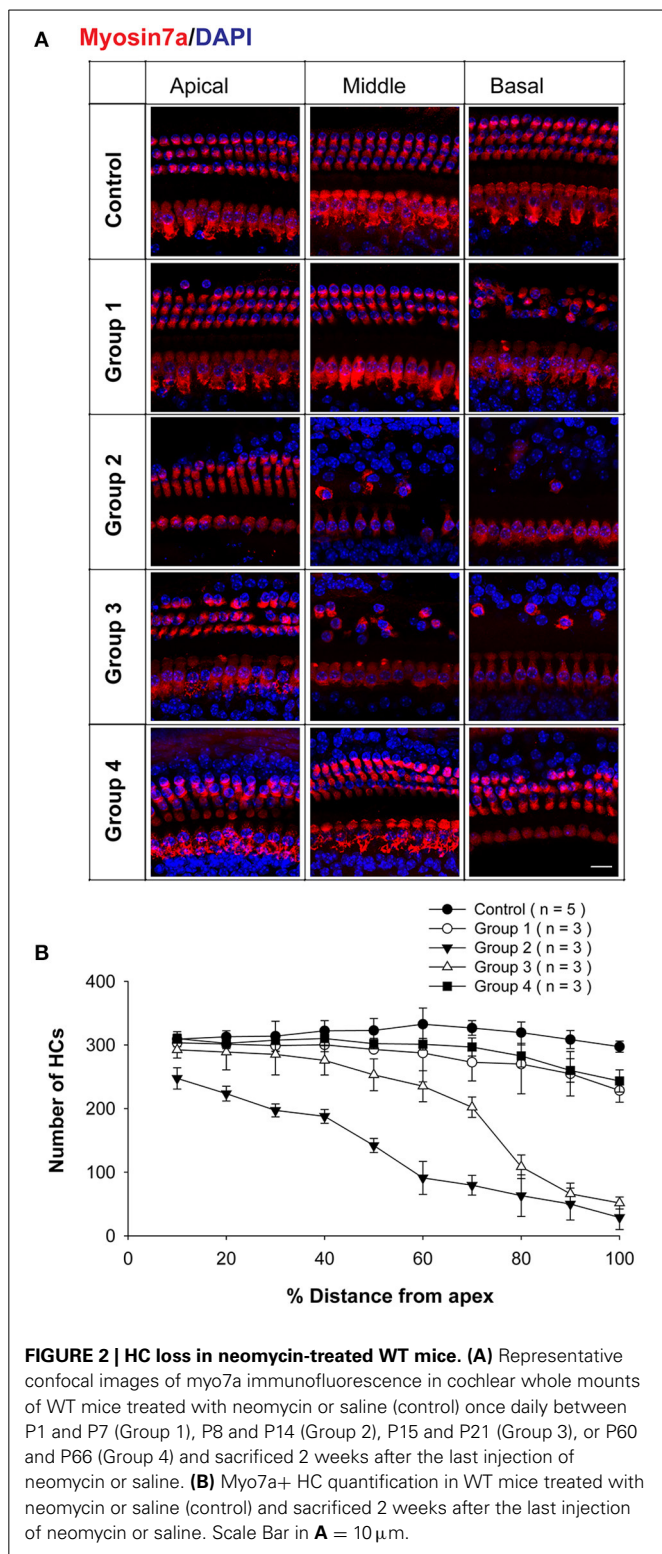 A Myosin7a/DAPI
Apical Middle Basal
Control
Group 1
Group 2
Group 3
Group 4
B
Control ( n = 5 )
Group 1 ( n = 3 )
Group 2 ( n = 3 )
Group 3 ( n = 3 )
Group 4 ( n = 3 )
Number of HCs
400
300
200
100
0
0 20 40 60 80 100
% Distance from apex
FIGURE 2 | HC loss in neomycin-treated WT mice. (A) Representative
confocal images of myo7a immunofluorescence in cochlear whole mounts
of WT mice treated with neomycin or saline (control) once daily between
P1 and P7 (Group 1), P8 and P14 (Group 2), P15 and P21 (Group 3), or P60
and P66 (Group 4) and sacrificed 2 weeks after the last injection of
neomycin or saline. (B) Myo7a+ HC quantification in WT mice treated with
neomycin or saline (control) and sacrificed 2 weeks after the last injection
of neomycin or saline. Scale Bar in A = 10 μm.